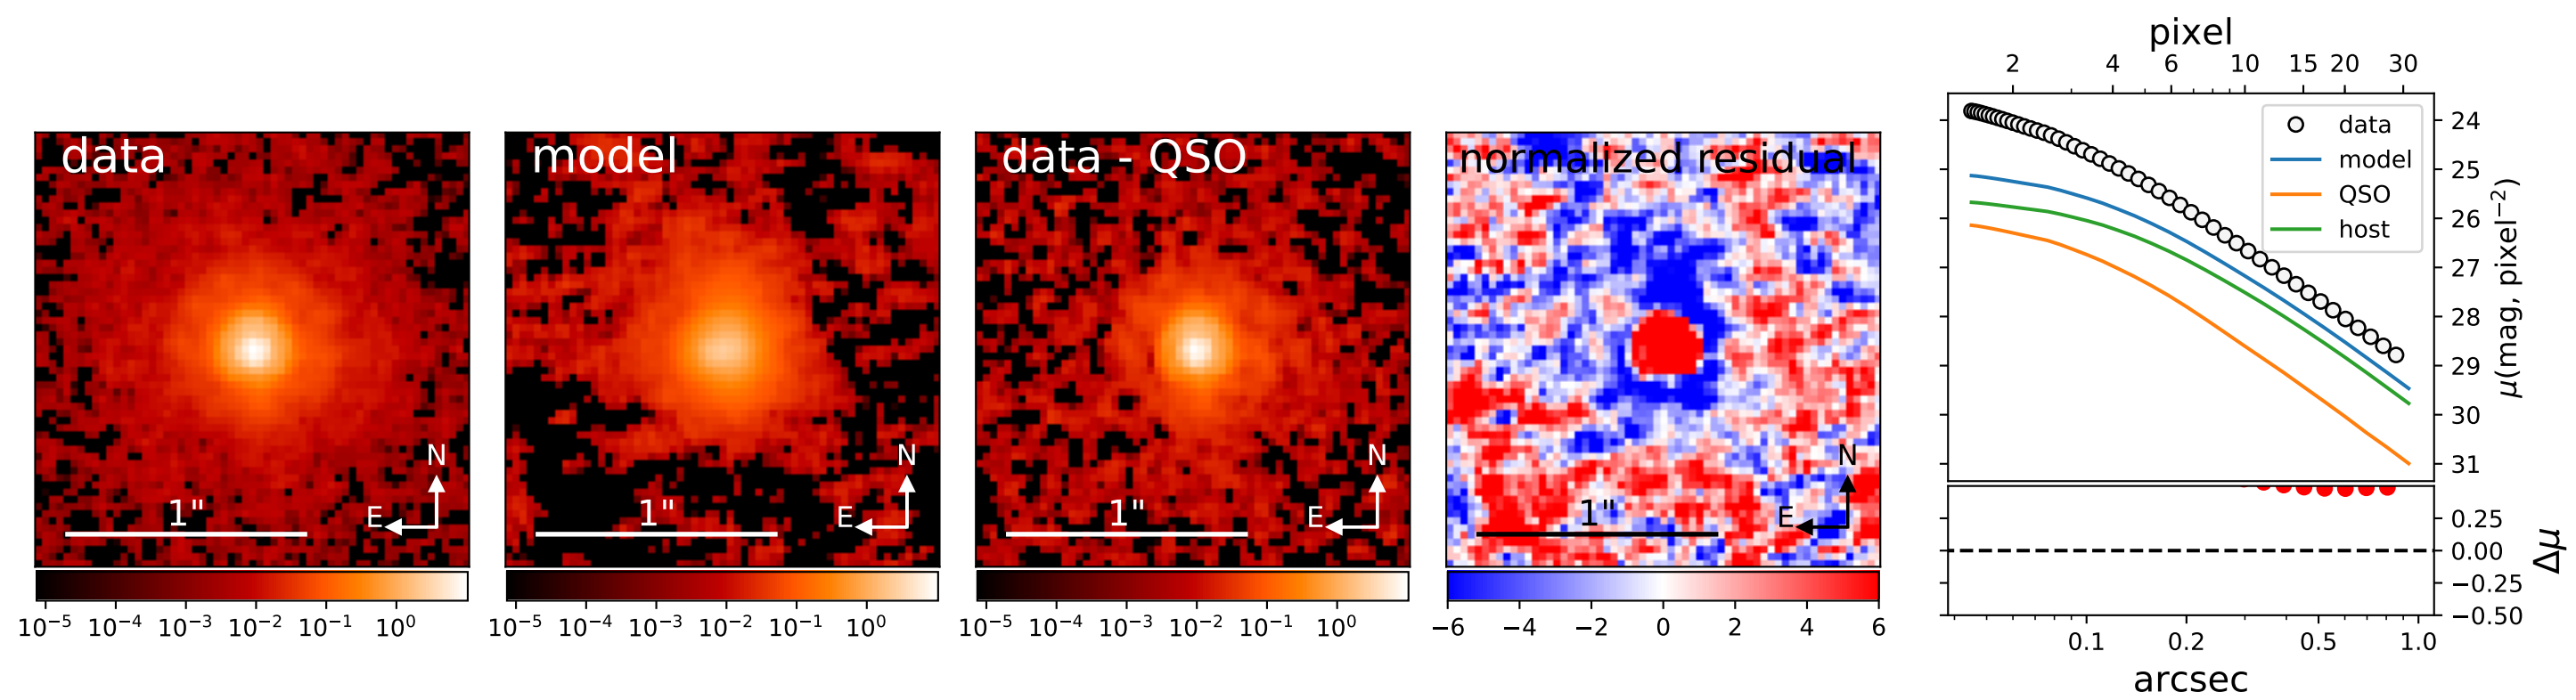 data
1"
N
E
10⁻⁵ 10⁻⁴ 10⁻³ 10⁻² 10⁻¹ 10⁰
model
1"
N
E
10⁻⁵ 10⁻⁴ 10⁻³ 10⁻² 10⁻¹ 10⁰
data - QSO
1"
N
E
10⁻⁵ 10⁻⁴ 10⁻³ 10⁻² 10⁻¹ 10⁰
normalized residual
1"
N
E
−6 −4 −2 0 2 4 6
pixel
2 4 6 10 15 20 30
data
model
QSO
host
24
25
26
27
28
29
30
31
μ(mag, pixel⁻²)
0.25
0.00
−0.25
−0.50
Δμ
0.1 0.2 0.5 1.0
arcsec